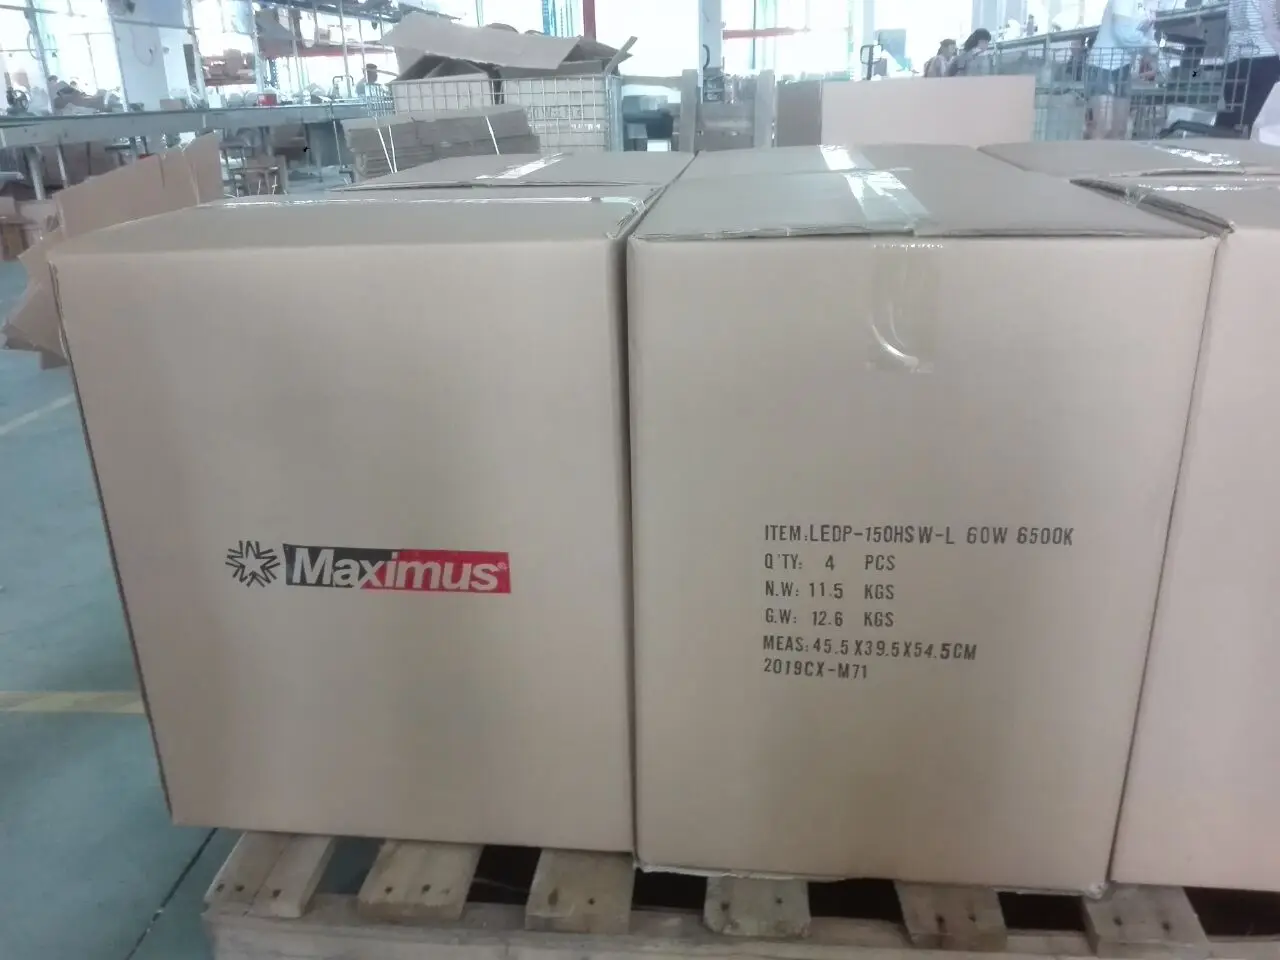 Maximus®
ITEM:LEDP-150HSW-L 60W 6500K
Q'TY: 4 PCS
N.W: 11.5 KGS
G.W: 12.6 KGS
MEAS:45.5X39.5X54.5CM
2019CX-M71